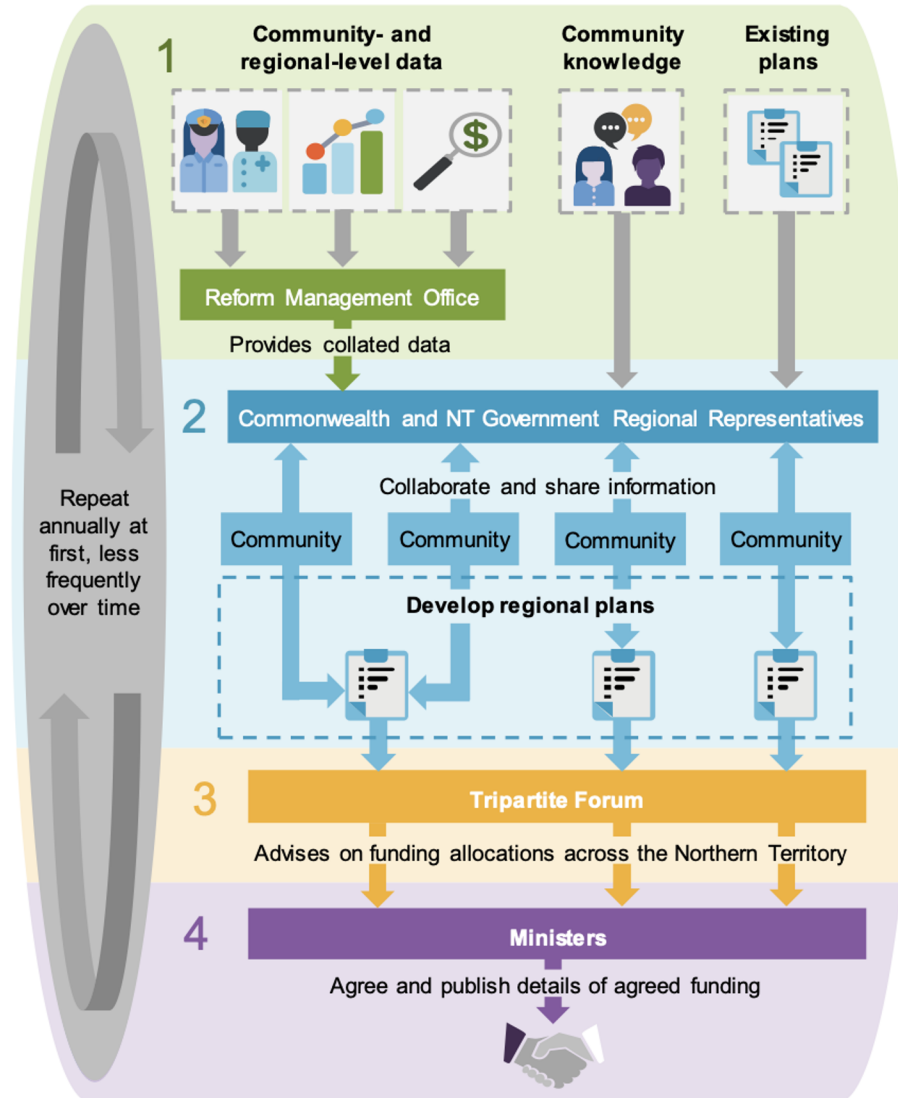 1
Community- and
regional-level data
Community
knowledge
Existing
plans
$
Reform Management Office
Provides collated data
2
Commonwealth and NT Government Regional Representatives
Collaborate and share information
Community
Community
Community
Community
Develop regional plans
Repeat
annually at
first, less
frequently
over time
3
Tripartite Forum
Advises on funding allocations across the Northern Territory
4
Ministers
Agree and publish details of agreed funding